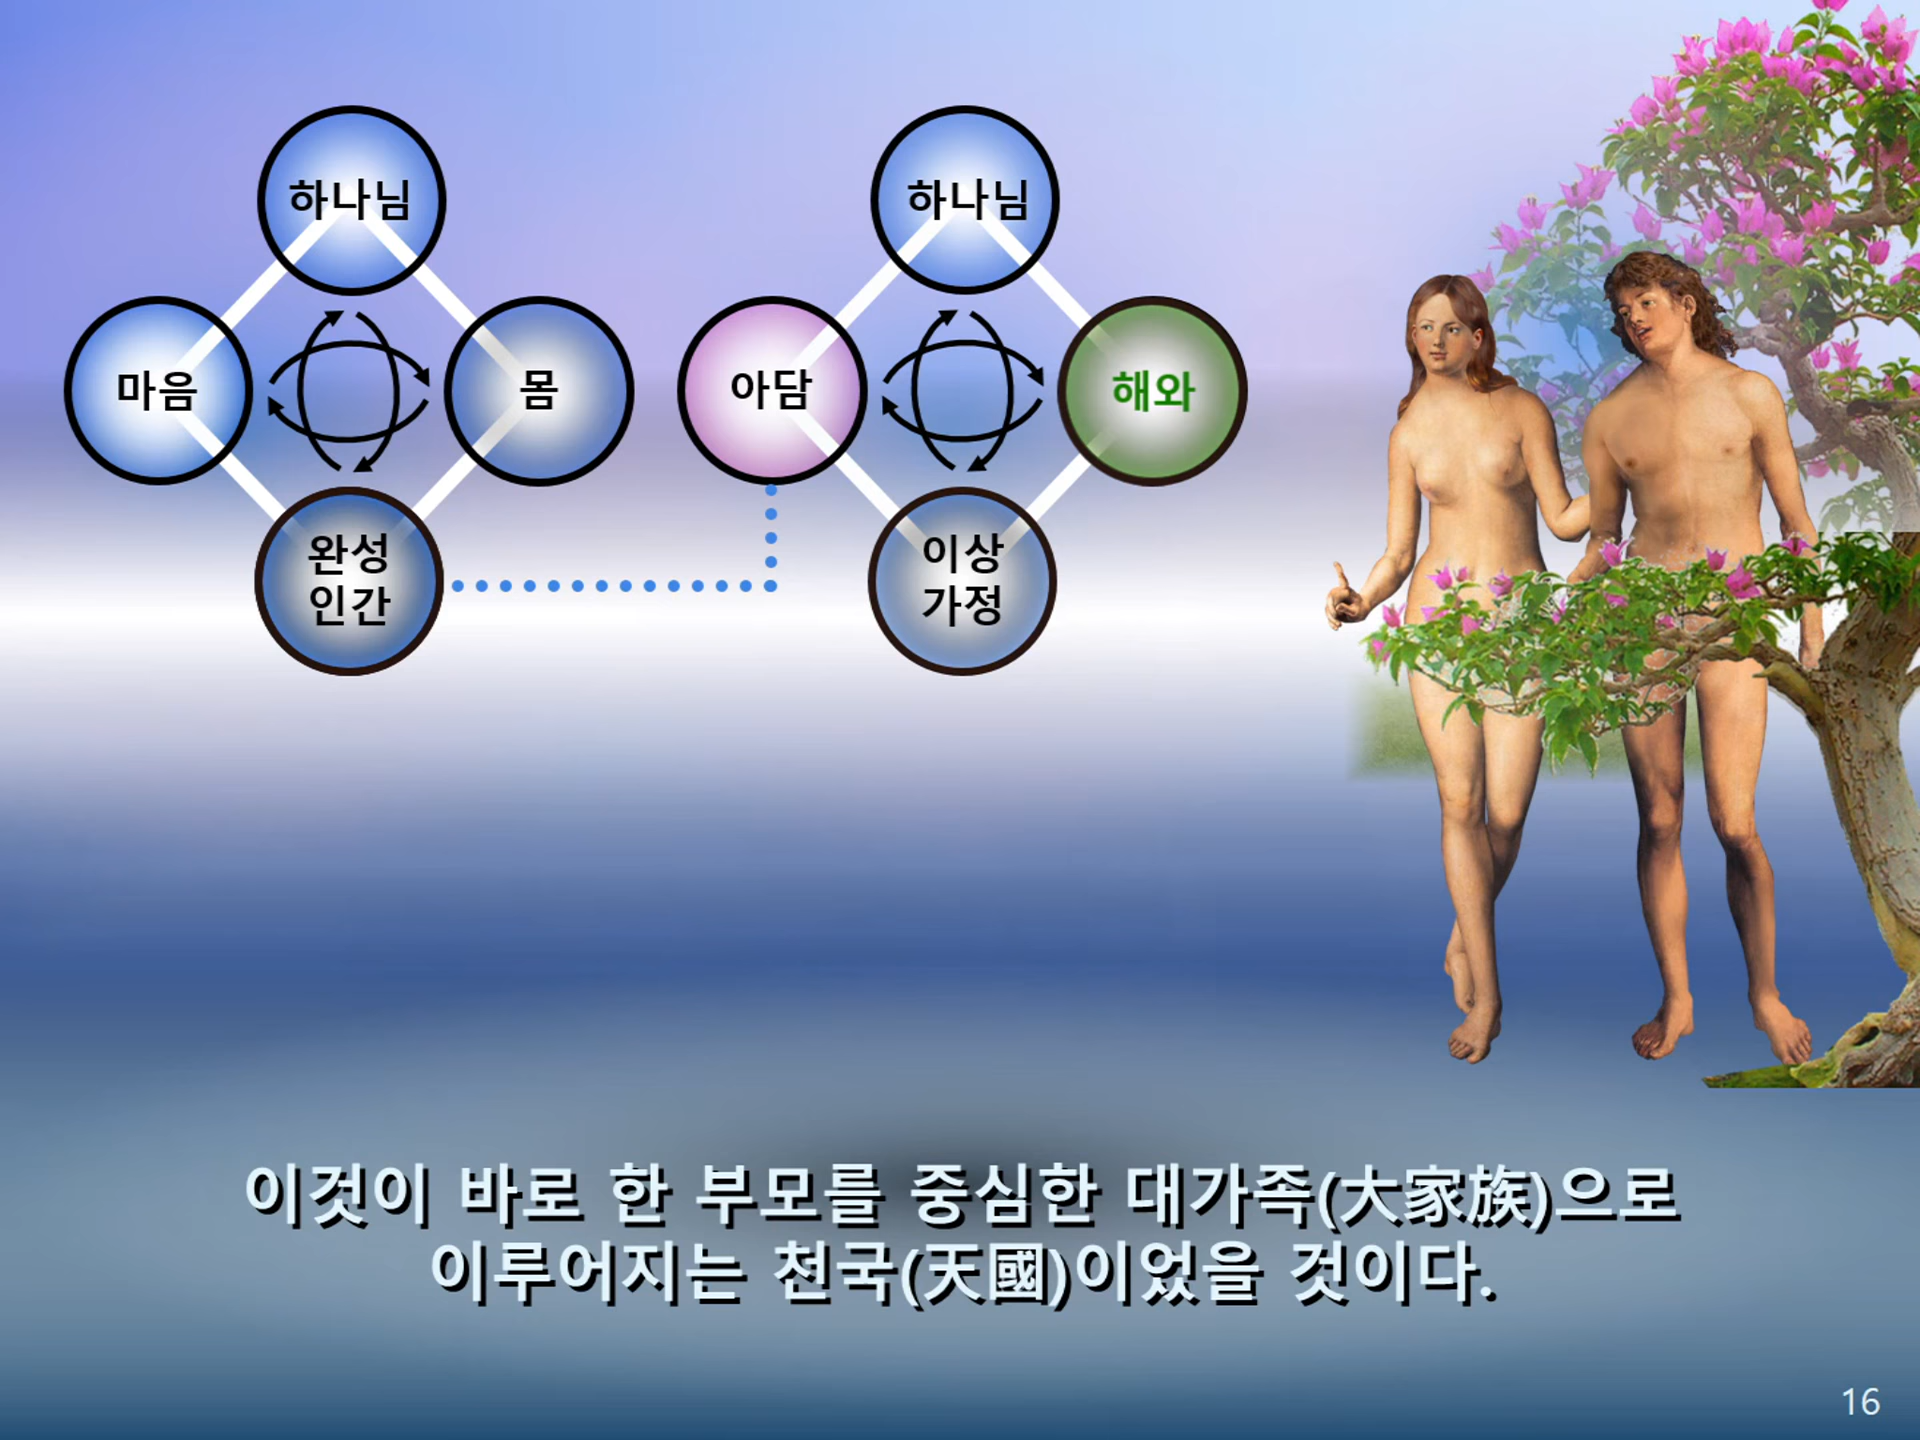 하나님
마음
몸
완성
인간
하나님
아담
해와
이상
가정
이것이 바로 한 부모를 중심한 대가족(大家族)으로
이루어지는 천국(天國)이었을 것이다.
16